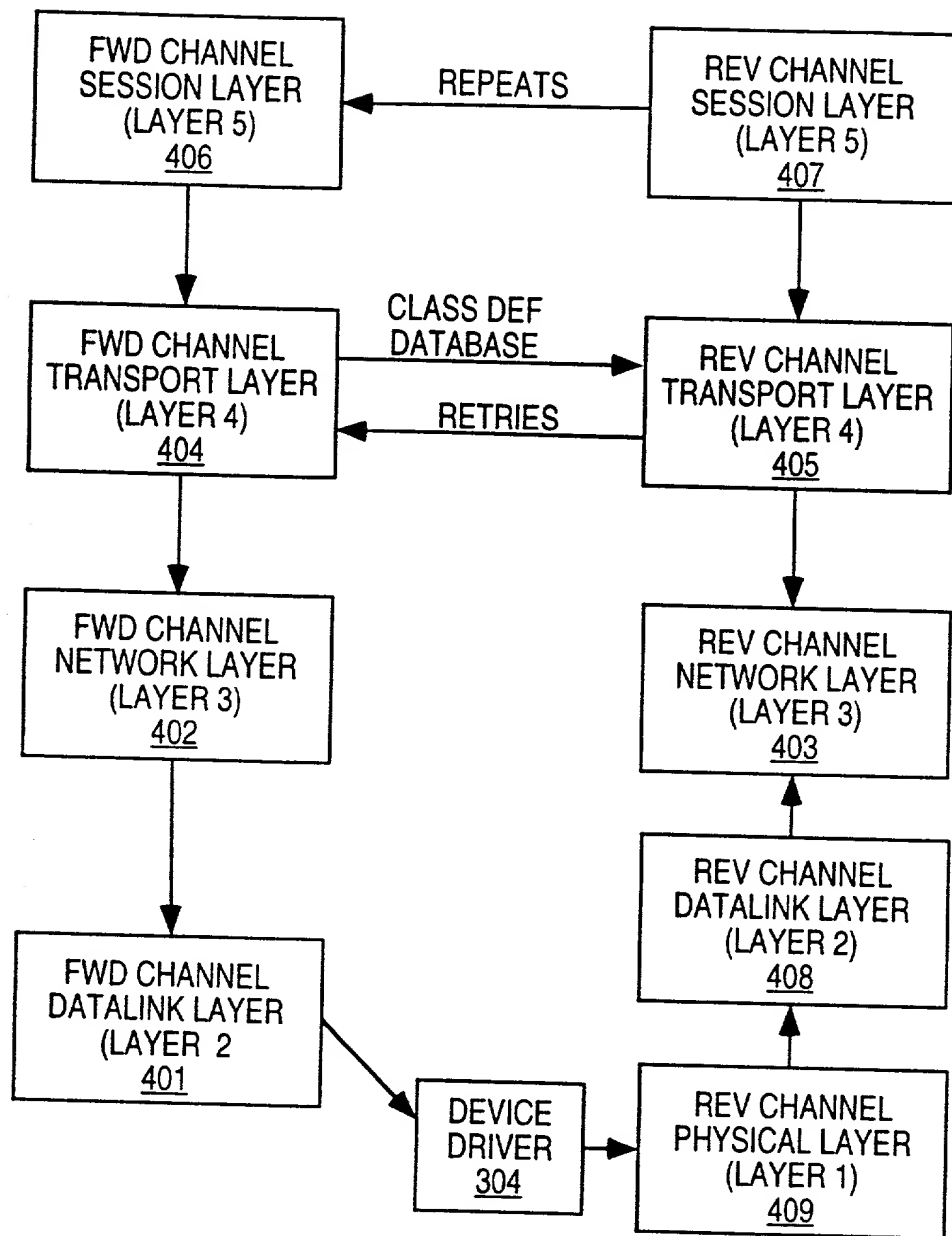 FWD CHANNEL
SESSION LAYER
(LAYER 5)
406
REPEATS
REV CHANNEL
SESSION LAYER
(LAYER 5)
407
FWD CHANNEL
TRANSPORT LAYER
(LAYER 4)
404
CLASS DEF
DATABASE
RETRIES
REV CHANNEL
TRANSPORT LAYER
(LAYER 4)
405
FWD CHANNEL
NETWORK LAYER
(LAYER 3)
402
REV CHANNEL
NETWORK LAYER
(LAYER 3)
403
REV CHANNEL
DATALINK LAYER
(LAYER 2)
408
FWD CHANNEL
DATALINK LAYER
(LAYER 2
401
DEVICE
DRIVER
304
REV CHANNEL
PHYSICAL LAYER
(LAYER 1)
409